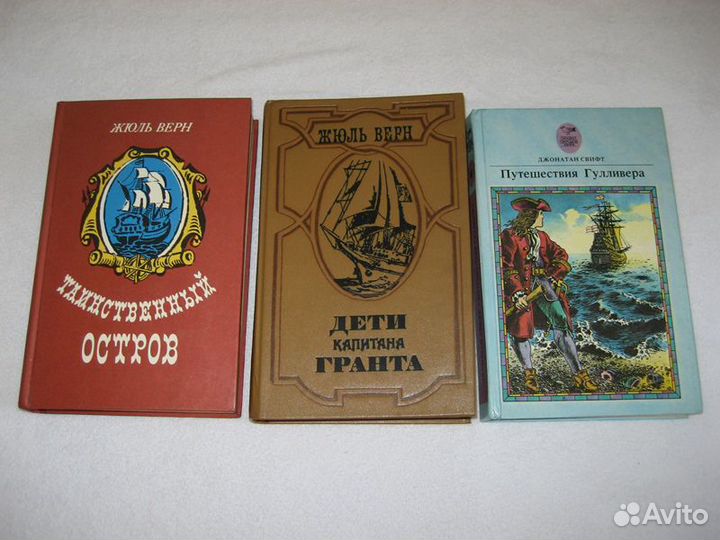 ЖЮЛЬ ВЕРН
ТАИНСТВЕННЫЙ
ОСТРОВ
ЖЮЛЬ ВЕРН
ДЕТИ
КАПИТАНА
ГРАНТА
ДЖОНАТАН СВИФТ
Путешествия Гулливера
Avito